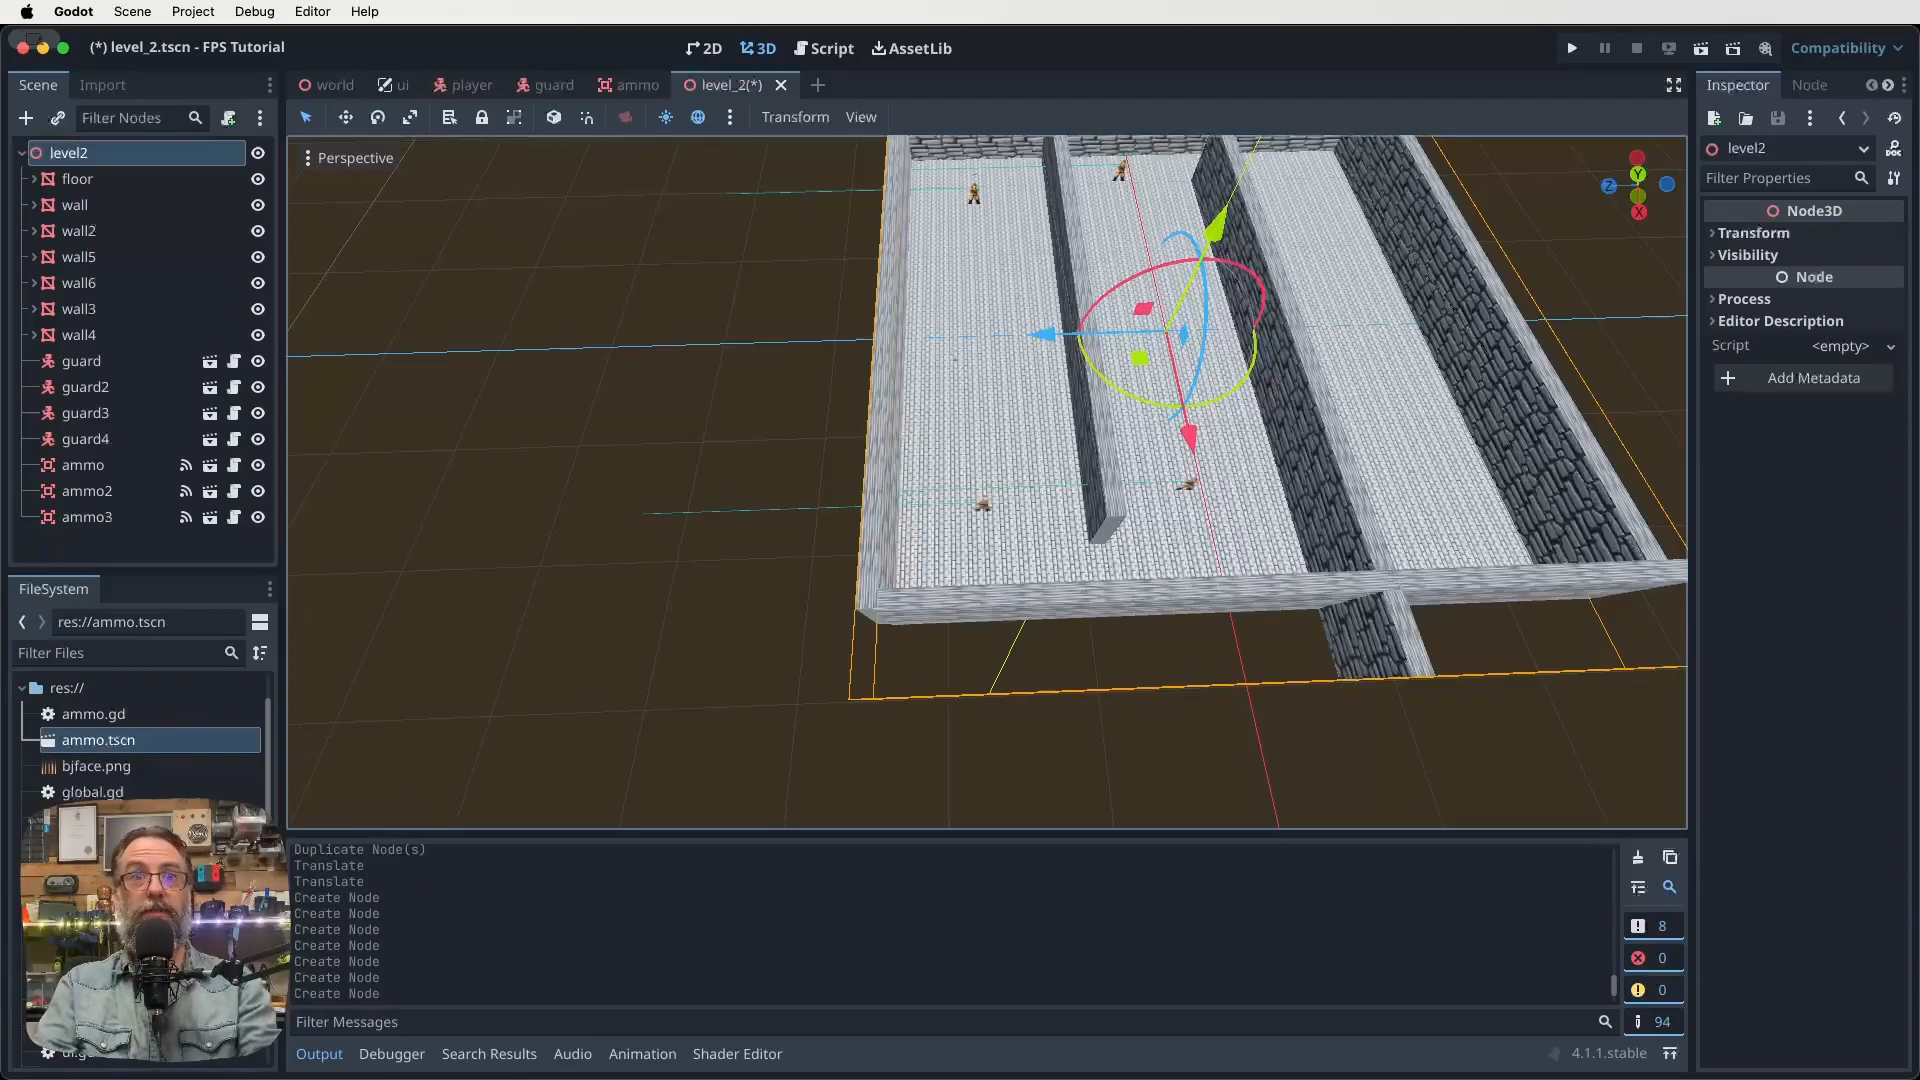 Godot Scene Project Debug Editor Help
(*) level_2.tscn - FPS Tutorial
2D 3D Script AssetLib
Compatibility
Scene Import
world ui player guard ammo level_2(*)
Inspector Node
Filter Nodes
Transform View
level2
floor
wall
wall2
wall5
wall6
wall3
wall4
guard
guard2
guard3
guard4
ammo
ammo2
ammo3
Perspective
Y
Z
X
level2
Filter Properties
Node3D
Transform
Visibility
Node
Process
Editor Description
Script <empty>
Add Metadata
FileSystem
res://ammo.tscn
Filter Files
res://
ammo.gd
ammo.tscn
bjface.png
global.gd
Duplicate Node(s)
Translate
Translate
Create Node
Create Node
Create Node
Create Node
Create Node
Create Node
Create Node
8
0
0
94
Filter Messages
Output Debugger Search Results Audio Animation Shader Editor
4.1.1.stable